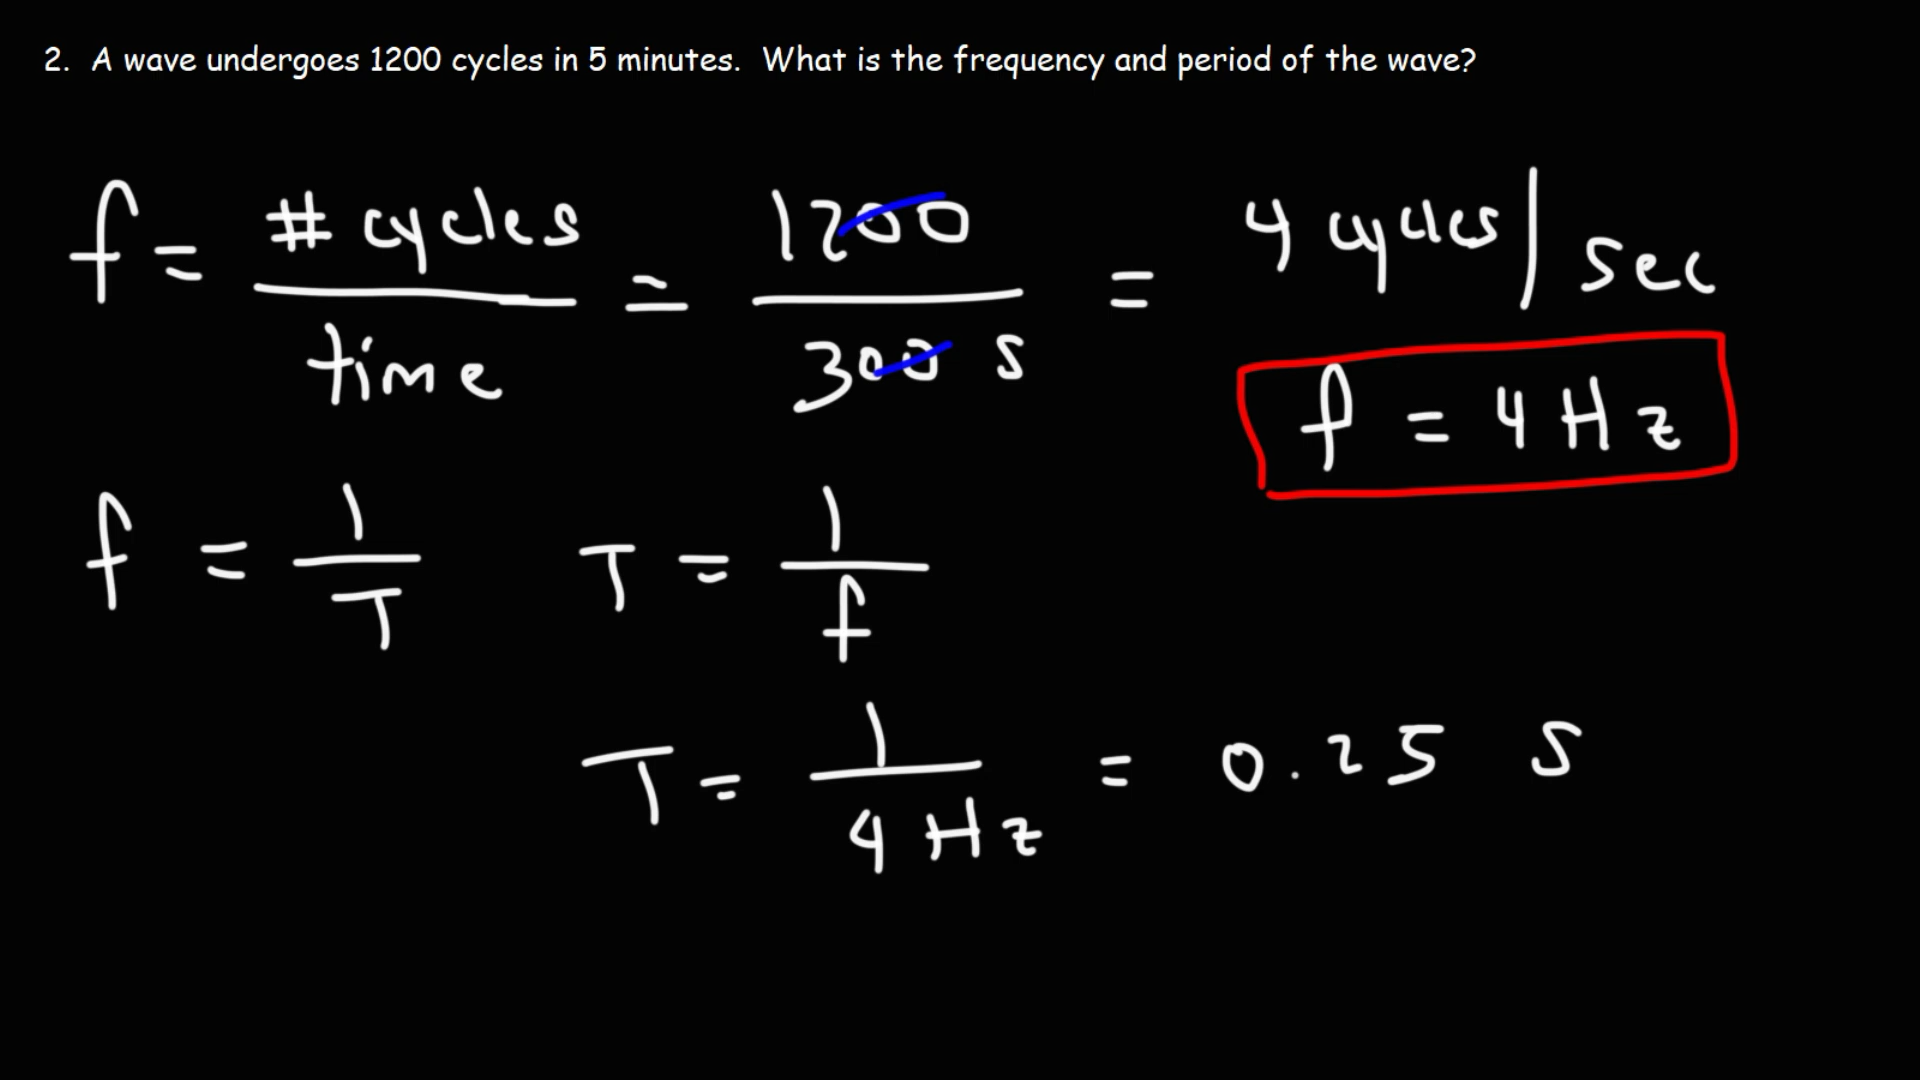 2. A wave undergoes 1200 cycles in 5 minutes. What is the frequency and period of the wave?
f = # cycles / time = 1200 / 300 s = 4 cycles/sec
f = 4 Hz
f = 1 / T T = 1 / f
T = 1 / 4 Hz = 0.25 s